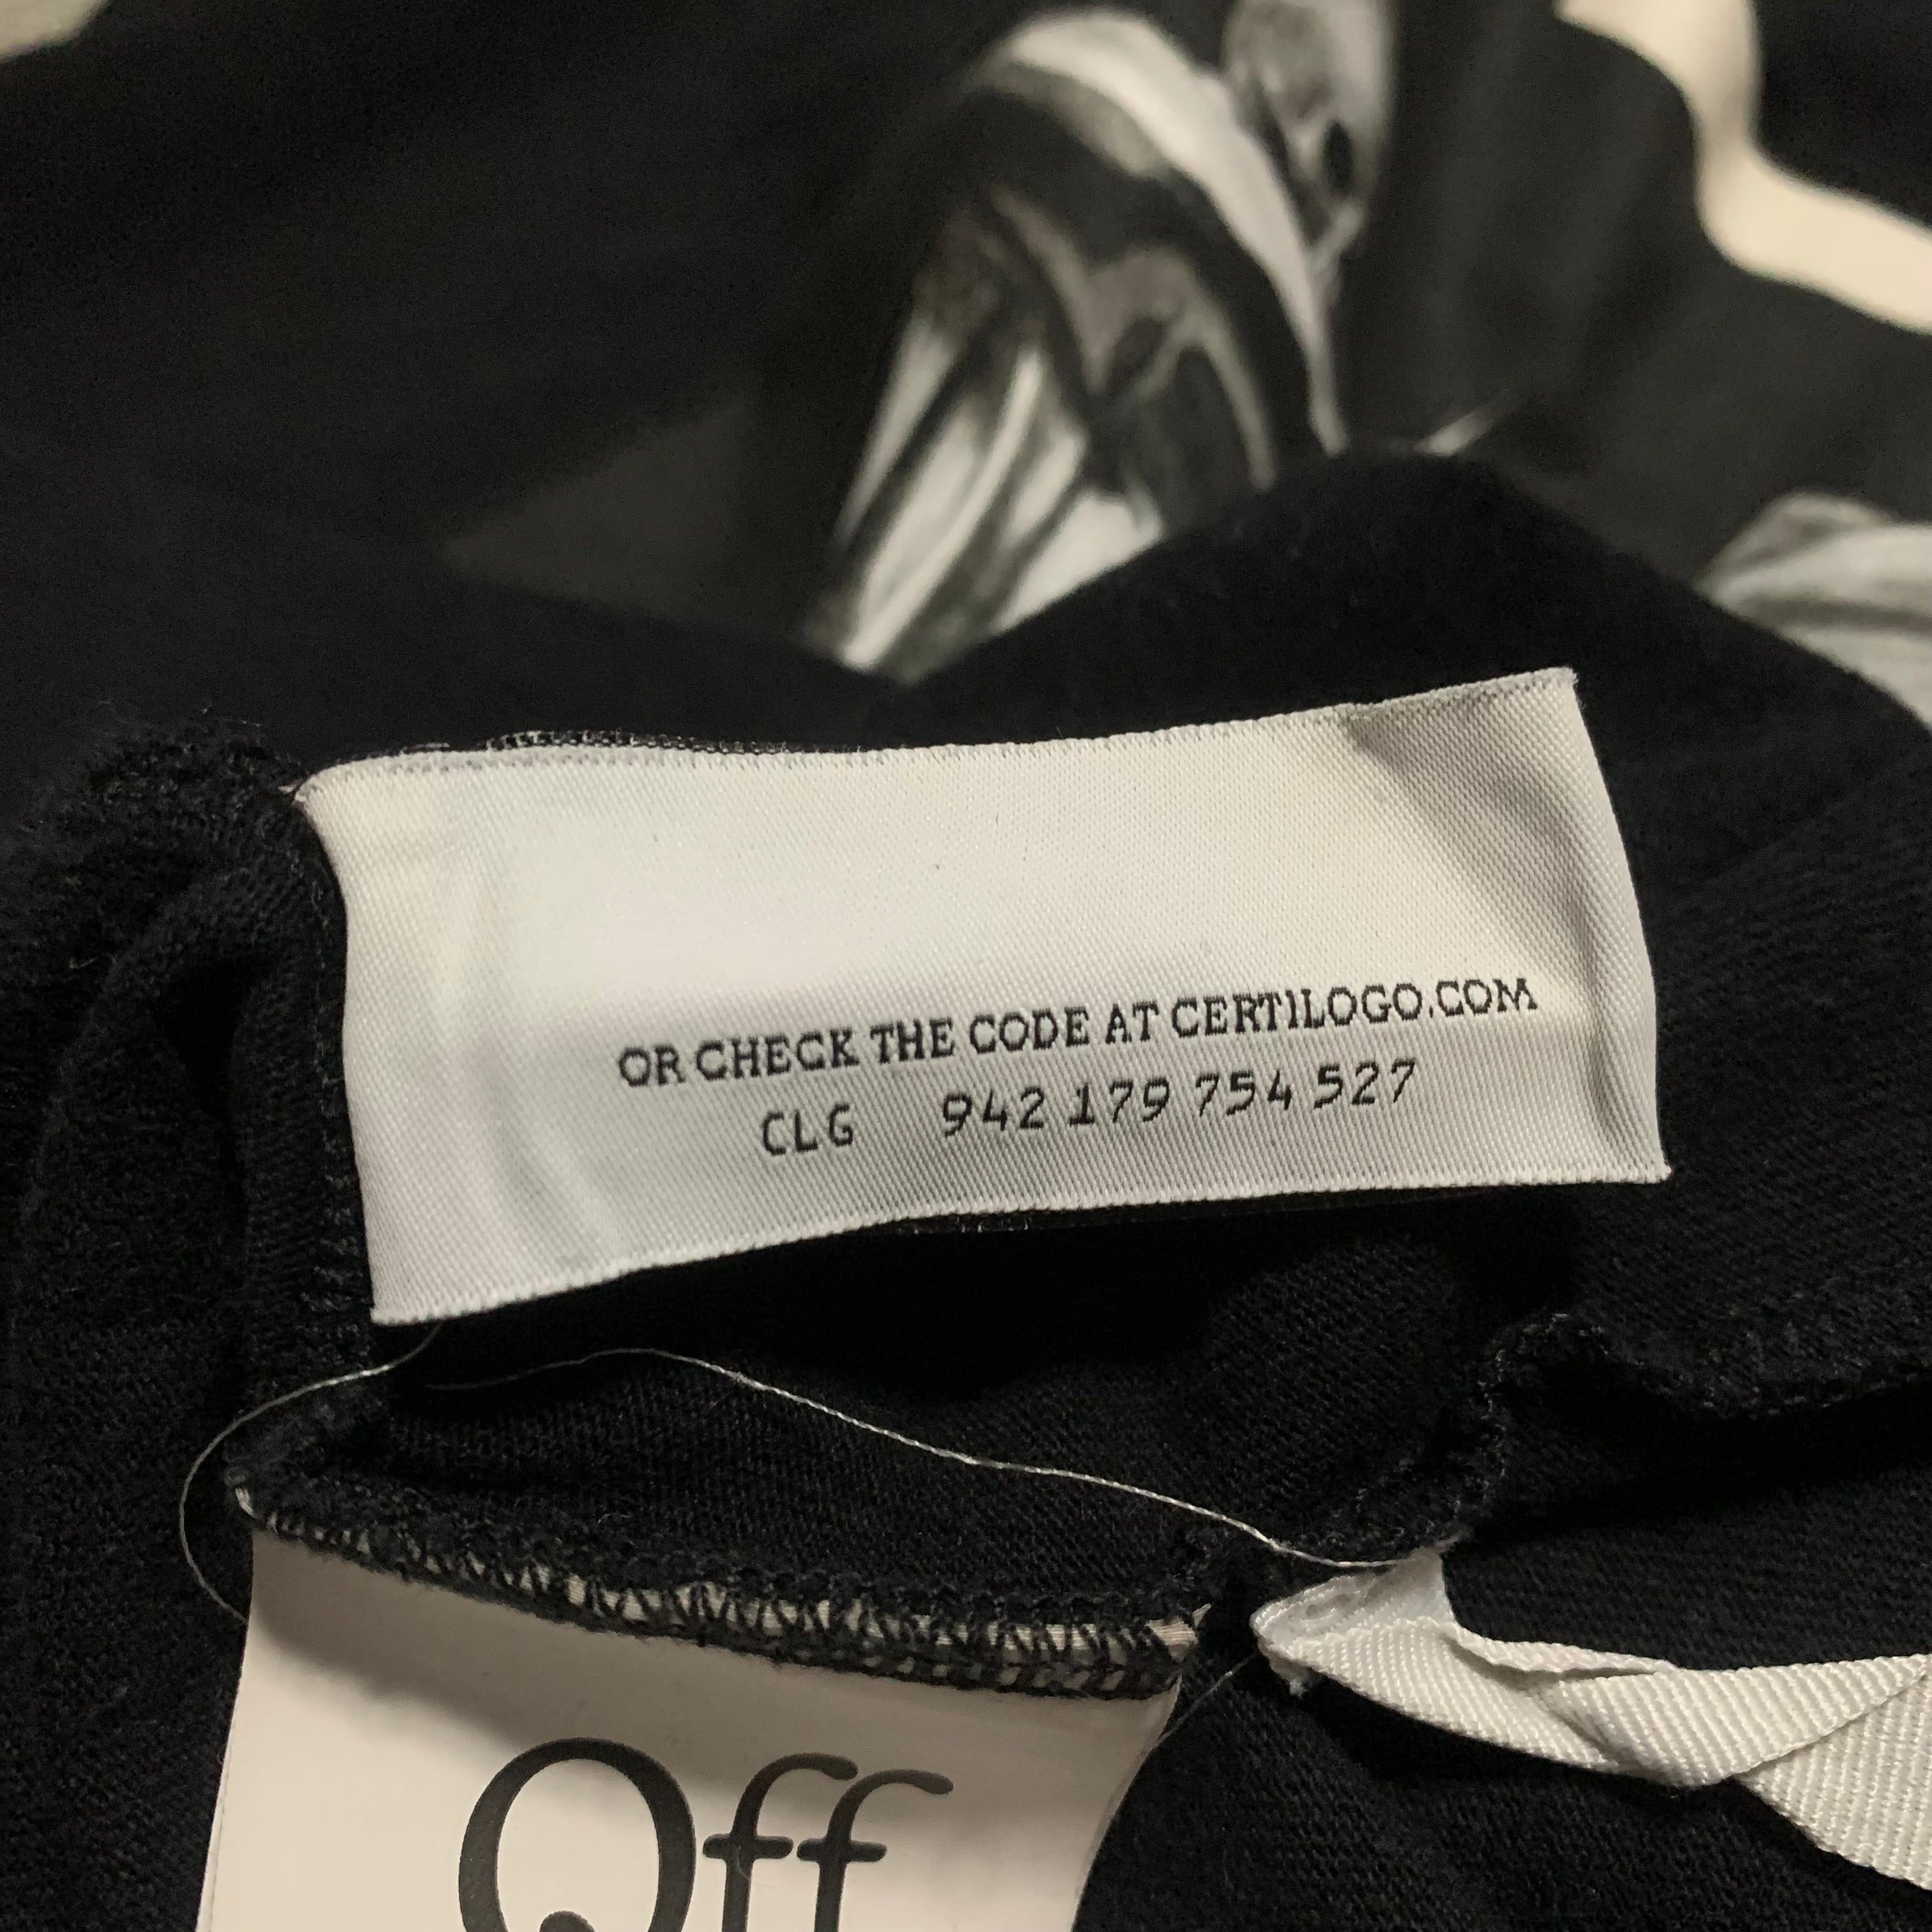 OR CHECK THE CODE AT CERTILOGO.COM
CLG 942 179 754 527
Off